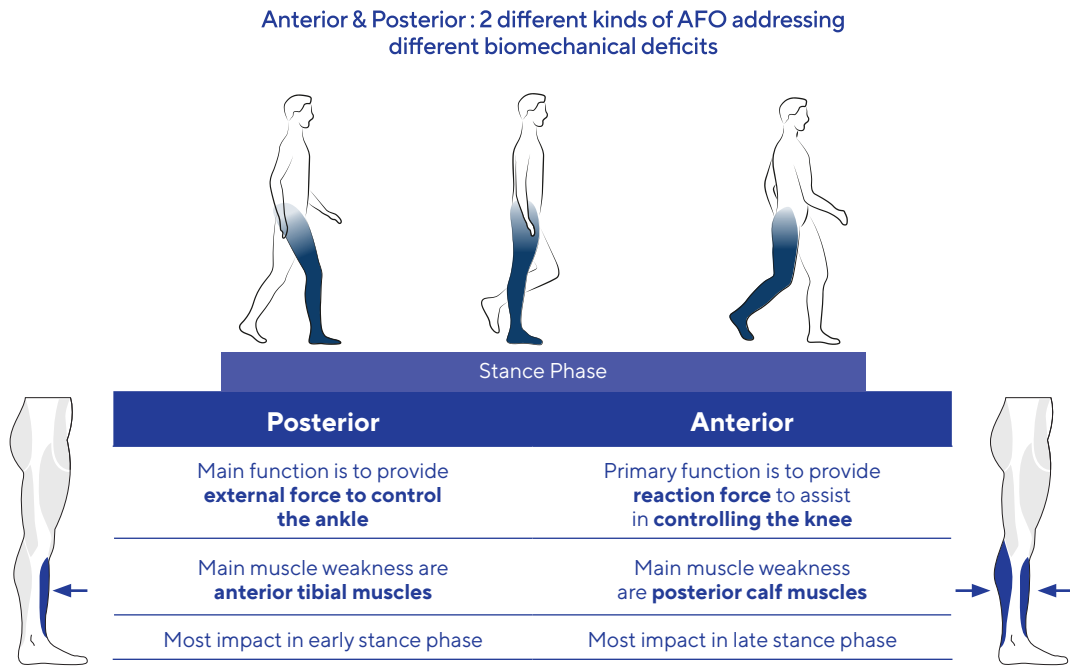 Anterior & Posterior : 2 different kinds of AFO addressing
different biomechanical deficits
Stance Phase
Posterior
Anterior
Main function is to provide
external force to control
the ankle
Primary function is to provide
reaction force to assist
in controlling the knee
Main muscle weakness are
anterior tibial muscles
Main muscle weakness
are posterior calf muscles
Most impact in early stance phase
Most impact in late stance phase